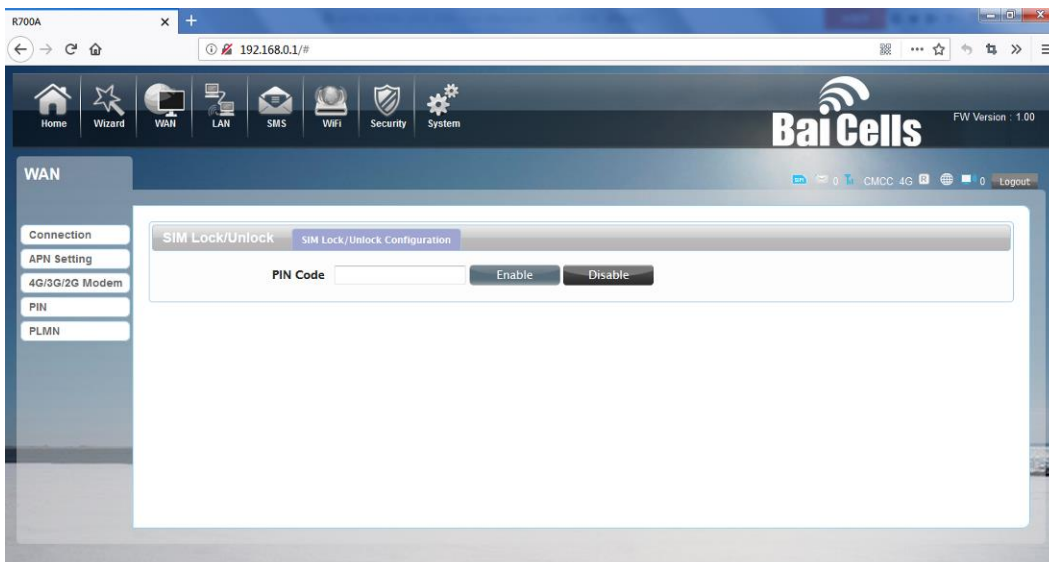 R700A
192.168.0.1/#
Home Wizard WAN LAN SMS WiFi Security System
BaiCells
FW Version : 1.00
WAN
SIM 0 CMCC 4G R 0 Logout
Connection
APN Setting
4G/3G/2G Modem
PIN
PLMN
SIM Lock/Unlock SIM Lock/Unlock Configuration
PIN Code Enable Disable